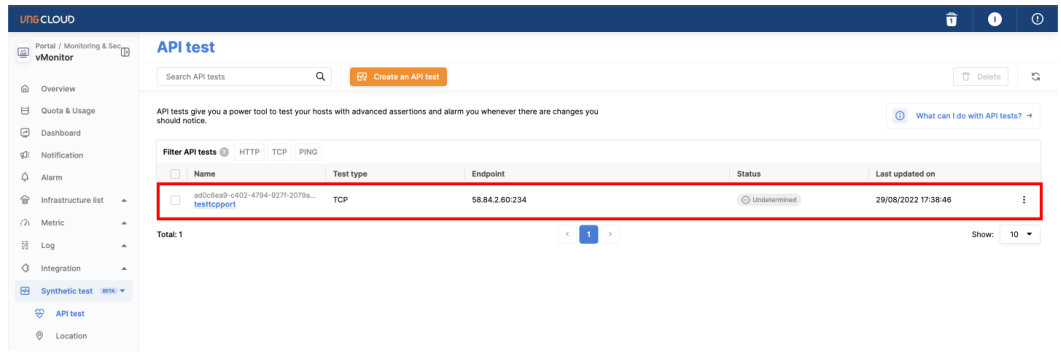 VNG CLOUD
Portal / Monitoring & Sec
vMonitor
Overview
Quota & Usage
Dashboard
Notification
Alarm
Infrastructure list
Metric
Log
Integration
Synthetic test BETA
API test
Location
API test
Search API tests
Create an API test
Delete
API tests give you a power tool to test your hosts with advanced assertions and alarm you whenever there are changes you
should notice.
What can I do with API tests? →
Filter API tests ? HTTP TCP PING
Name Test type Endpoint Status Last updated on
ad0c6ea9-c402-4794-927f-2079a...
testtcpport TCP 58.84.2.60:234 Undetermined 29/08/2022 17:38:46
Total: 1 < 1 > Show: 10